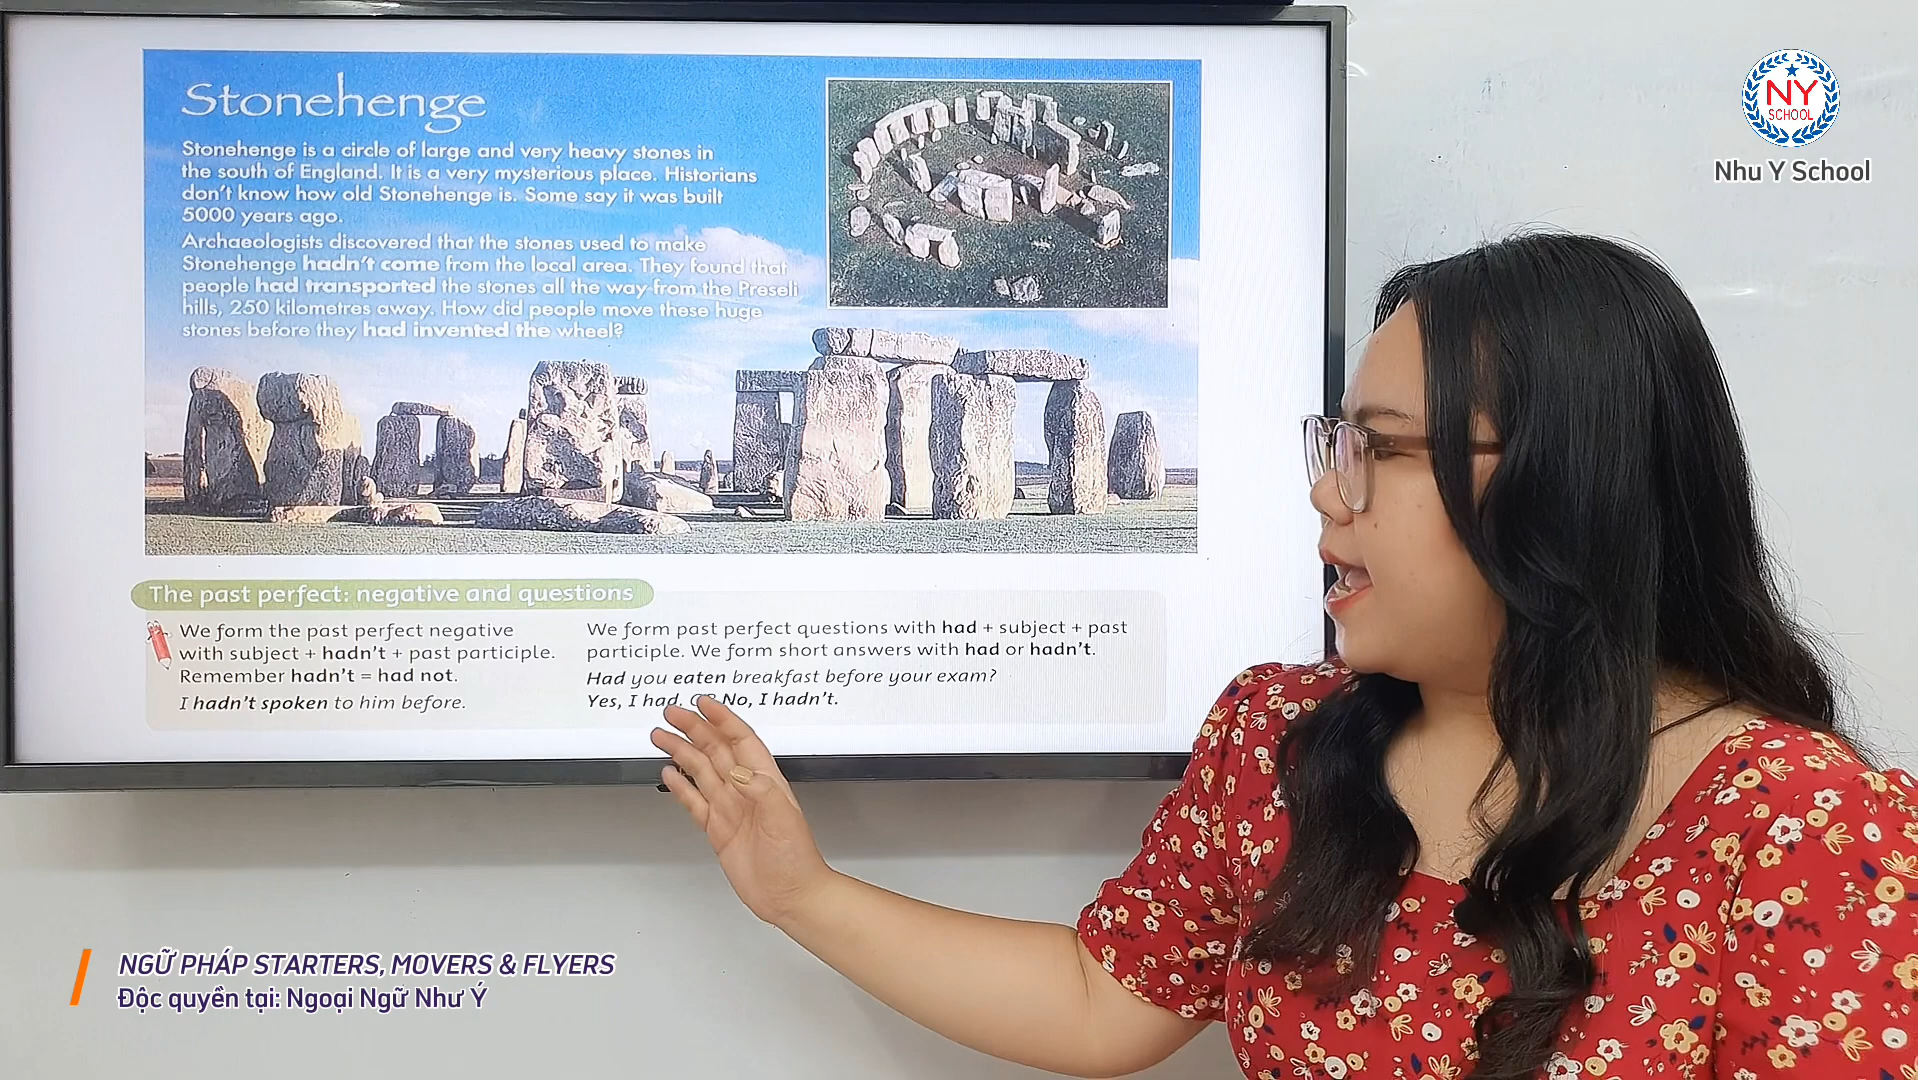 Stonehenge
Stonehenge is a circle of large and very heavy stones in
the south of England. It is a very mysterious place. Historians
don't know how old Stonehenge is. Some say it was built
5000 years ago.
Archaeologists discovered that the stones used to make
Stonehenge hadn't come from the local area. They found that
people had transported the stones all the way from the Preseli
hills, 250 kilometres away. How did people move these huge
stones before they had invented the wheel?
The past perfect: negative and questions
We form the past perfect negative
with subject + hadn't + past participle.
Remember hadn't = had not.
I hadn't spoken to him before.
We form past perfect questions with had + subject + past
participle. We form short answers with had or hadn't.
Had you eaten breakfast before your exam?
Yes, I had. No, I hadn't.
NY
SCHOOL
Nhu Y School
NGỮ PHÁP STARTERS, MOVERS & FLYERS
Độc quyền tại: Ngoại Ngữ Như Ý